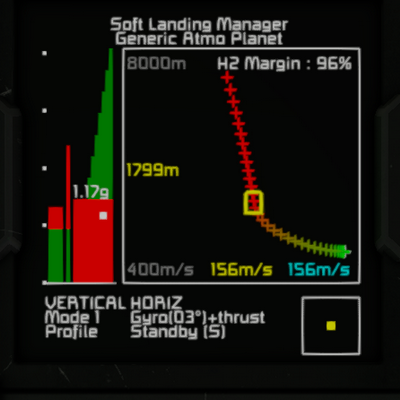 Soft Landing Manager
Generic Atmo Planet
8000m H2 Margin : 96%
1799m
1.17g
400m/s 156m/s 156m/s
VERTICAL HORIZ
Mode 1 Gyro(03°)+thrust
Profile Standby (S)